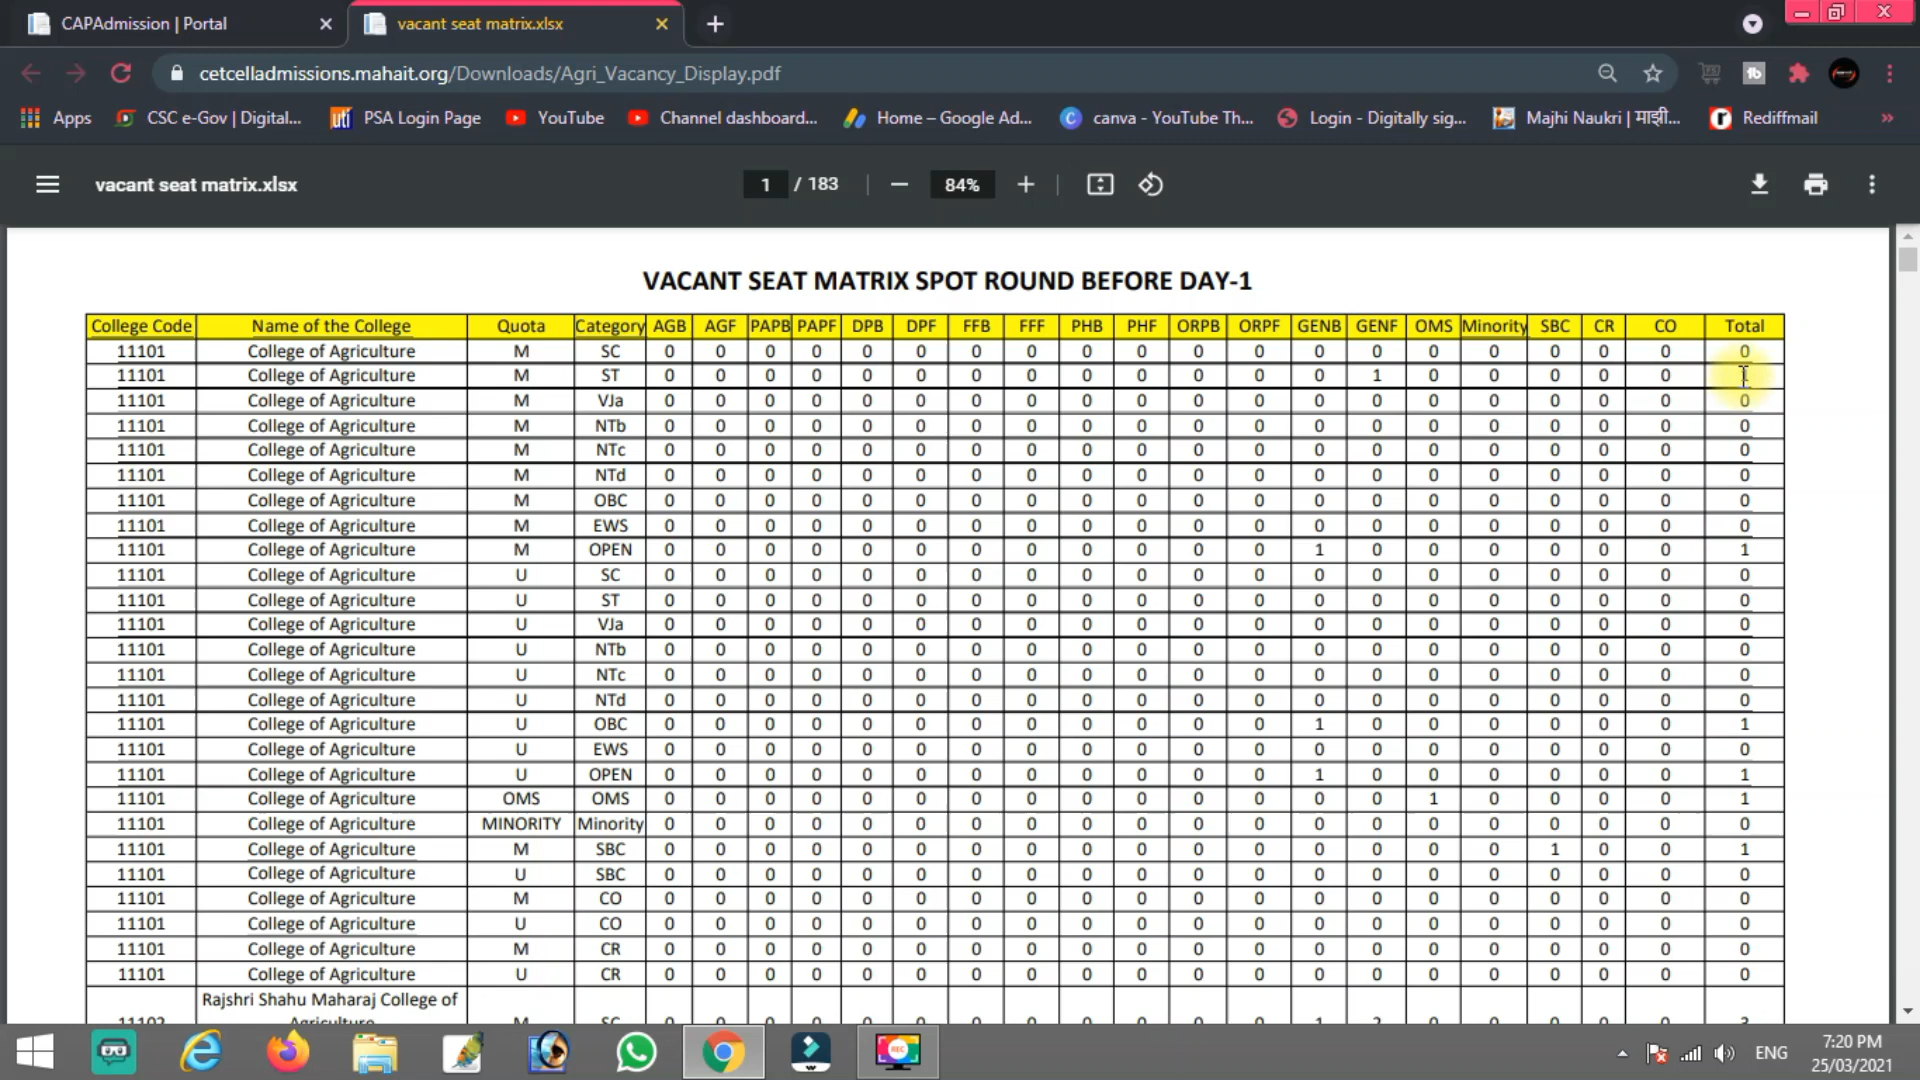 CAPAdmission | Portal
vacant seat matrix.xlsx
cetcelladmissions.mahait.org/Downloads/Agri_Vacancy_Display.pdf
Apps CSC e-Gov | Digital... uti PSA Login Page YouTube Channel dashboard... Home – Google Ad... canva - YouTube Th... Login - Digitally sig... Majhi Naukri | माझी... Rediffmail »
vacant seat matrix.xlsx 1 / 183 84%
VACANT SEAT MATRIX SPOT ROUND BEFORE DAY-1
College Code Name of the College Quota Category AGB AGF PAPB PAPF DPB DPF FFB FFF PHB PHF ORPB ORPF GENB GENF OMS Minority SBC CR CO Total
11101 College of Agriculture M SC 0 0 0 0 0 0 0 0 0 0 0 0 0 0 0 0 0 0 0 0
11101 College of Agriculture M ST 0 0 0 0 0 0 0 0 0 0 0 0 0 1 0 0 0 0 0
11101 College of Agriculture M VJa 0 0 0 0 0 0 0 0 0 0 0 0 0 0 0 0 0 0 0 0
11101 College of Agriculture M NTb 0 0 0 0 0 0 0 0 0 0 0 0 0 0 0 0 0 0 0 0
11101 College of Agriculture M NTc 0 0 0 0 0 0 0 0 0 0 0 0 0 0 0 0 0 0 0 0
11101 College of Agriculture M NTd 0 0 0 0 0 0 0 0 0 0 0 0 0 0 0 0 0 0 0 0
11101 College of Agriculture M OBC 0 0 0 0 0 0 0 0 0 0 0 0 0 0 0 0 0 0 0 0
11101 College of Agriculture M EWS 0 0 0 0 0 0 0 0 0 0 0 0 0 0 0 0 0 0 0 0
11101 College of Agriculture M OPEN 0 0 0 0 0 0 0 0 0 0 0 0 1 0 0 0 0 0 0 1
11101 College of Agriculture U SC 0 0 0 0 0 0 0 0 0 0 0 0 0 0 0 0 0 0 0 0
11101 College of Agriculture U ST 0 0 0 0 0 0 0 0 0 0 0 0 0 0 0 0 0 0 0 0
11101 College of Agriculture U VJa 0 0 0 0 0 0 0 0 0 0 0 0 0 0 0 0 0 0 0 0
11101 College of Agriculture U NTb 0 0 0 0 0 0 0 0 0 0 0 0 0 0 0 0 0 0 0 0
11101 College of Agriculture U NTc 0 0 0 0 0 0 0 0 0 0 0 0 0 0 0 0 0 0 0 0
11101 College of Agriculture U NTd 0 0 0 0 0 0 0 0 0 0 0 0 0 0 0 0 0 0 0 0
11101 College of Agriculture U OBC 0 0 0 0 0 0 0 0 0 0 0 0 1 0 0 0 0 0 0 1
11101 College of Agriculture U EWS 0 0 0 0 0 0 0 0 0 0 0 0 0 0 0 0 0 0 0 0
11101 College of Agriculture U OPEN 0 0 0 0 0 0 0 0 0 0 0 0 1 0 0 0 0 0 0 1
11101 College of Agriculture OMS OMS 0 0 0 0 0 0 0 0 0 0 0 0 0 0 1 0 0 0 0 1
11101 College of Agriculture MINORITY Minority 0 0 0 0 0 0 0 0 0 0 0 0 0 0 0 0 0 0 0 0
11101 College of Agriculture M SBC 0 0 0 0 0 0 0 0 0 0 0 0 0 0 0 0 1 0 0 1
11101 College of Agriculture U SBC 0 0 0 0 0 0 0 0 0 0 0 0 0 0 0 0 0 0 0 0
11101 College of Agriculture M CO 0 0 0 0 0 0 0 0 0 0 0 0 0 0 0 0 0 0 0 0
11101 College of Agriculture U CO 0 0 0 0 0 0 0 0 0 0 0 0 0 0 0 0 0 0 0 0
11101 College of Agriculture M CR 0 0 0 0 0 0 0 0 0 0 0 0 0 0 0 0 0 0 0 0
11101 College of Agriculture U CR 0 0 0 0 0 0 0 0 0 0 0 0 0 0 0 0 0 0 0 0
Rajshri Shahu Maharaj College of
ENG
7:20 PM
25/03/2021